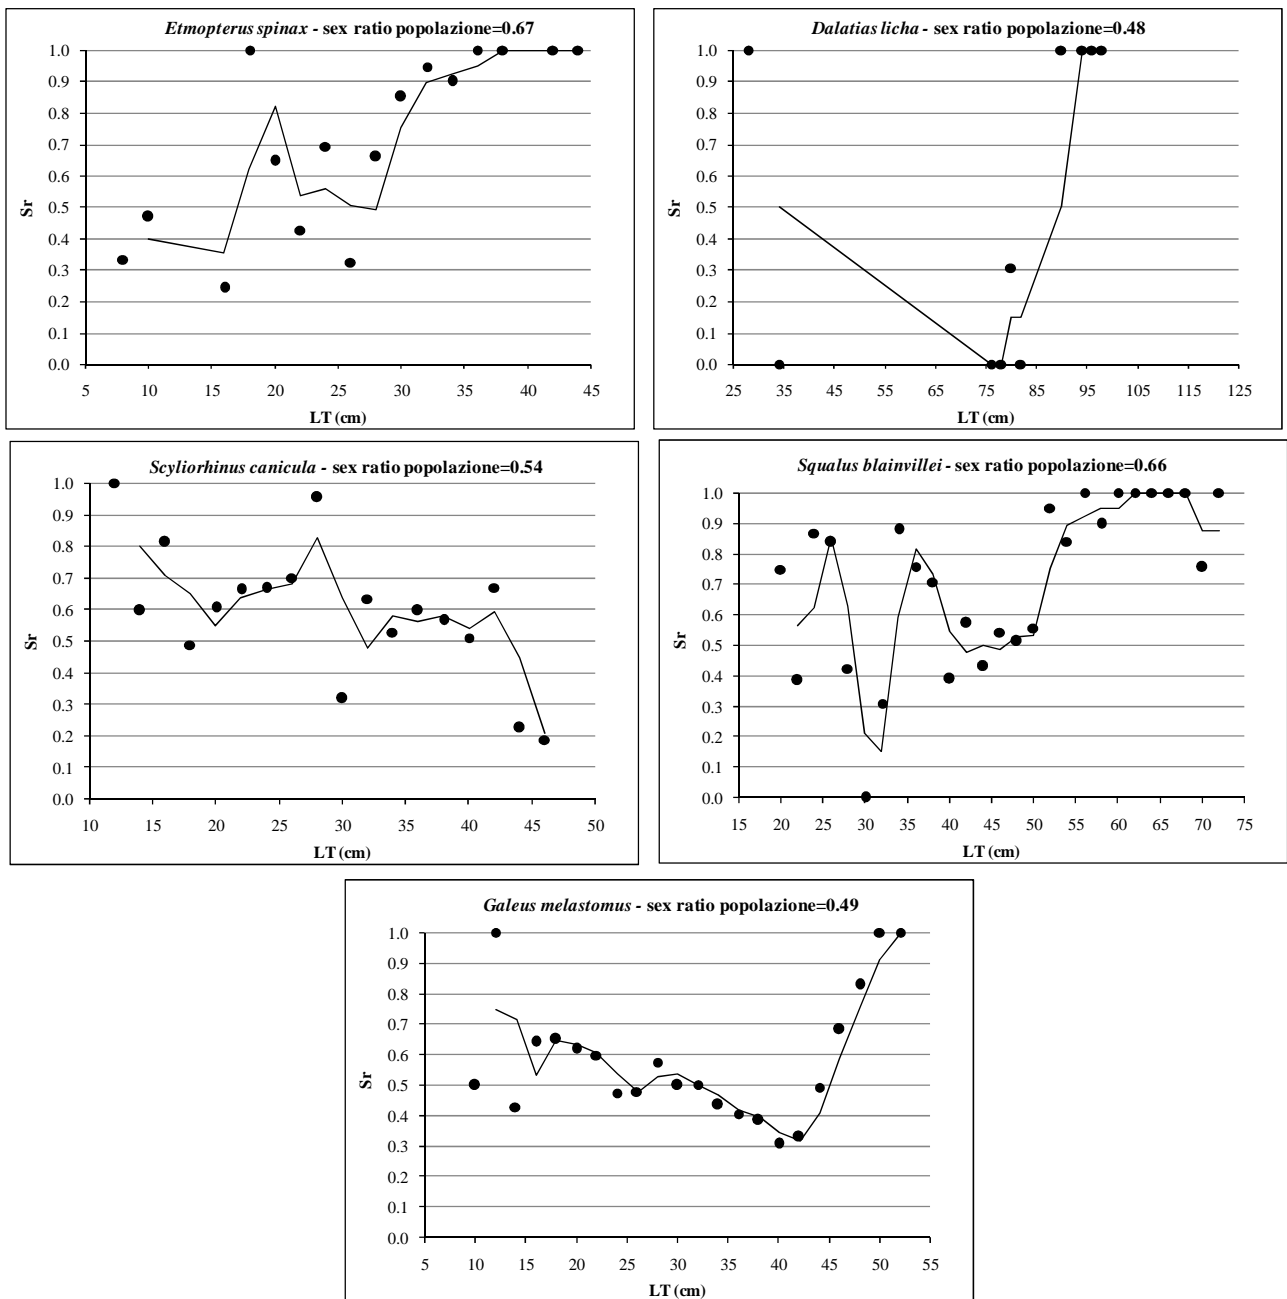 Etmopterus spinax - sex ratio popolazione=0.67
1.0
0.9
0.8
0.7
0.6
0.5
0.4
0.3
0.2
0.1
0.0
Sr
5 10 15 20 25 30 35 40 45
LT (cm)
Dalatias licha - sex ratio popolazione=0.48
1.0
0.9
0.8
0.7
0.6
0.5
0.4
0.3
0.2
0.1
0.0
Sr
25 35 45 55 65 75 85 95 105 115 125
LT (cm)
Scyliorhinus canicula - sex ratio popolazione=0.54
1.0
0.9
0.8
0.7
0.6
0.5
0.4
0.3
0.2
0.1
0.0
Sr
10 15 20 25 30 35 40 45 50
LT (cm)
Squalus blainvillei - sex ratio popolazione=0.66
1.0
0.9
0.8
0.7
0.6
0.5
0.4
0.3
0.2
0.1
0.0
Sr
15 20 25 30 35 40 45 50 55 60 65 70 75
LT (cm)
Galeus melastomus - sex ratio popolazione=0.49
1.0
0.9
0.8
0.7
0.6
0.5
0.4
0.3
0.2
0.1
0.0
Sr
5 10 15 20 25 30 35 40 45 50 55
LT (cm)